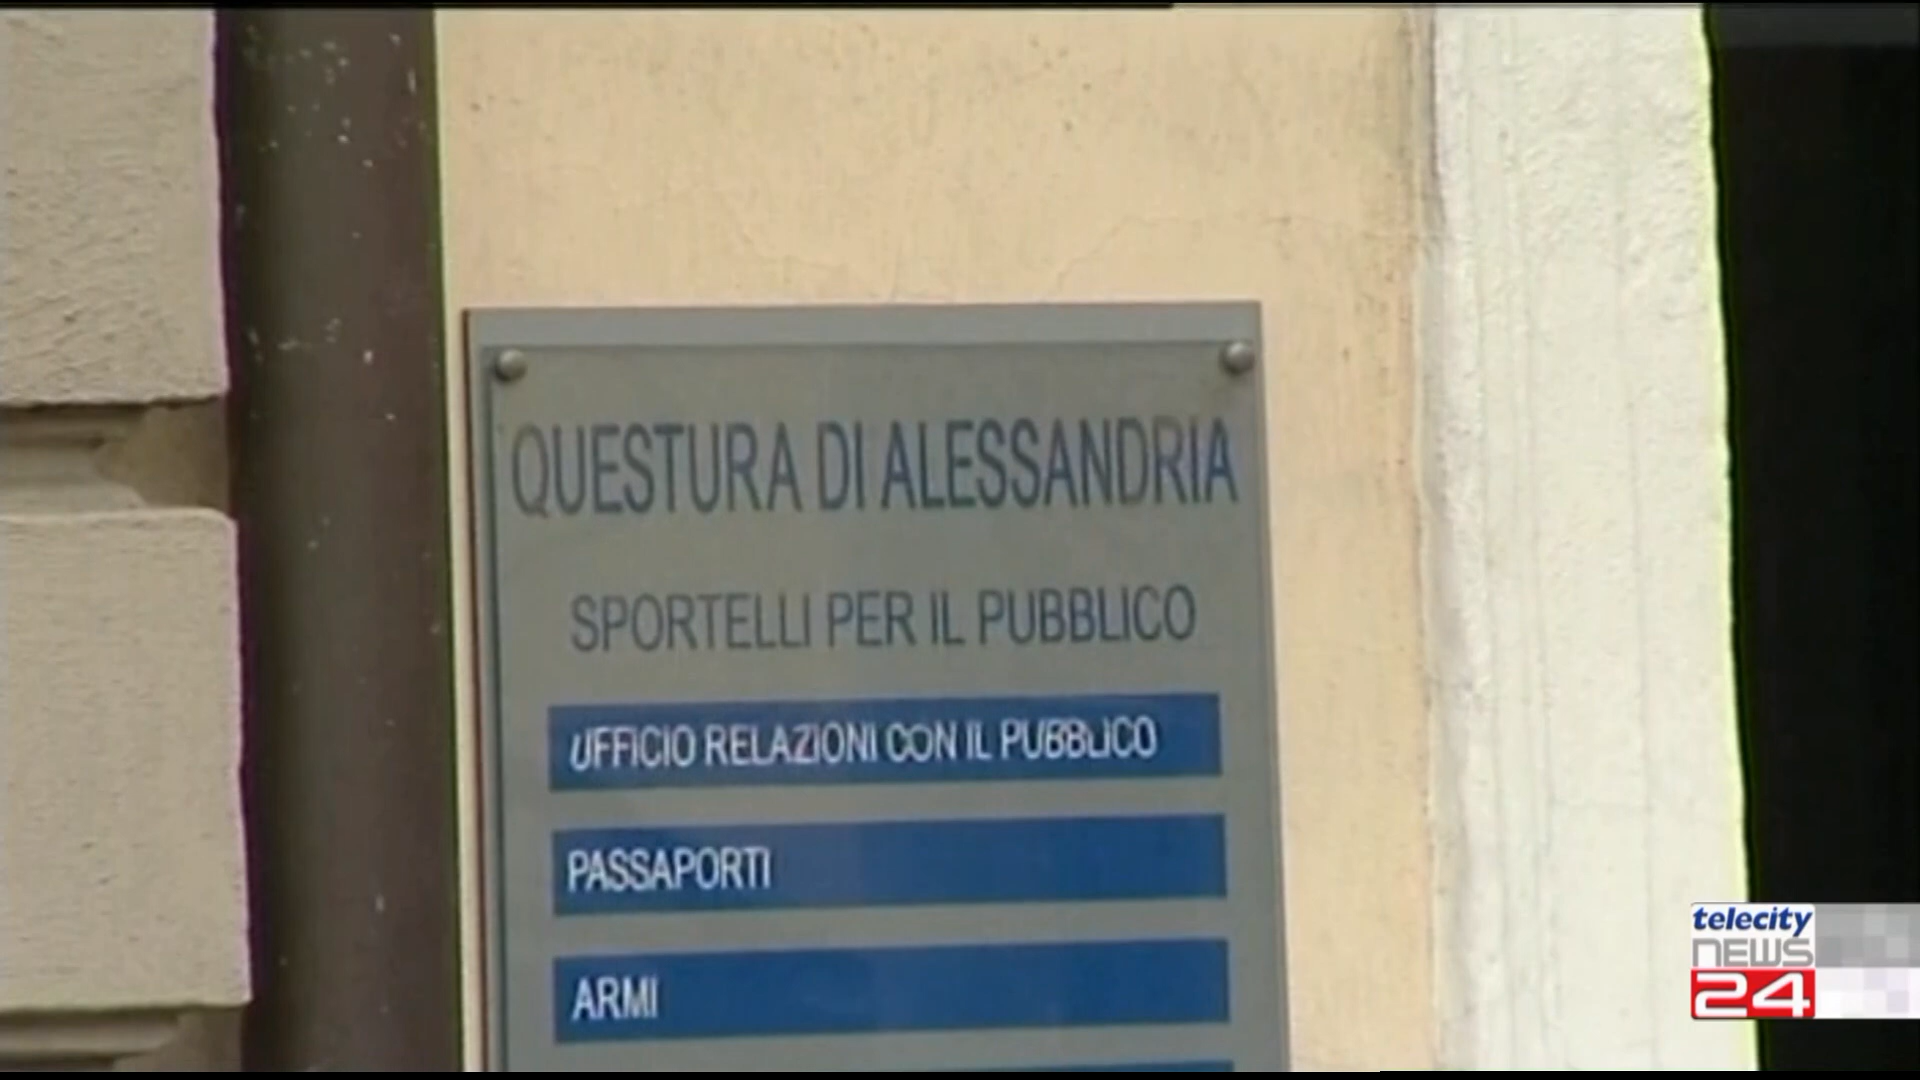 QUESTURA DI ALESSANDRIA
SPORTELLI PER IL PUBBLICO
UFFICIO RELAZIONI CON IL PUBBLICO
PASSAPORTI
ARMI
telecity
NEWS
24